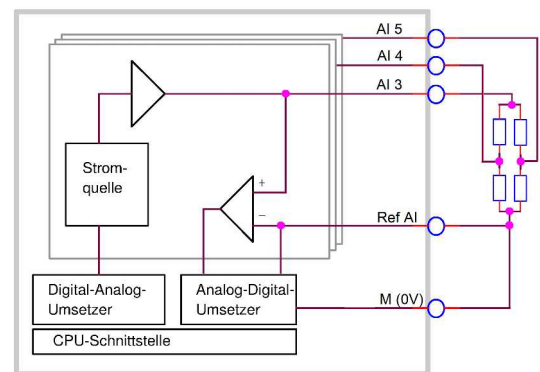 AI 5
AI 4
AI 3
Strom-
quelle
+
−
Ref AI
Digital-Analog-
Umsetzer
Analog-Digital-
Umsetzer
M (0V)
CPU-Schnittstelle